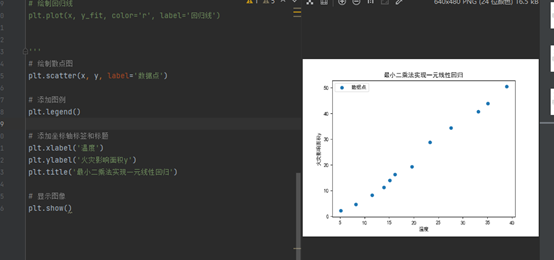 # 绘制回归线
plt.plot(x, y_fit, color='r', label='回归线')
'''
# 绘制散点图
plt.scatter(x, y, label='数据点')
# 添加图例
plt.legend()
# 添加坐标轴标签和标题
plt.xlabel('温度')
plt.ylabel('火灾影响面积y')
plt.title('最小二乘法实现一元线性回归')
# 显示图像
plt.show()
640x480 PNG (24 位颜色) 16.5 kB
最小二乘法实现一元线性回归
数据点
50
40
30
20
10
0
火灾影响面积y
5 10 15 20 25 30 35 40
温度